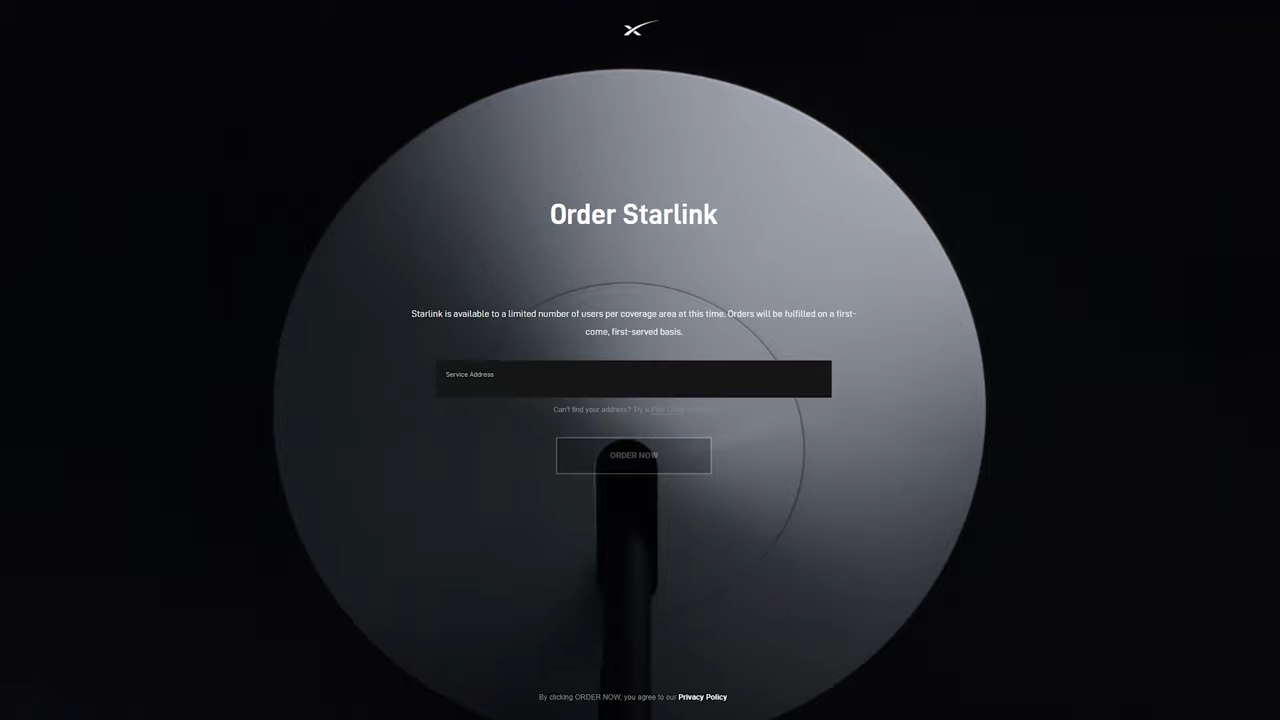 Order Starlink
Starlink is available to a limited number of users per coverage area at this time. Orders will be fulfilled on a first-
come, first-served basis.
Service Address
Can't find your address? Try a Plus Code
ORDER NOW
By clicking ORDER NOW, you agree to our Privacy Policy